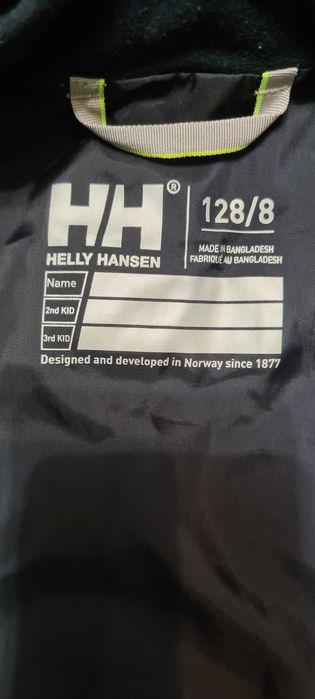 HH®
128/8
HELLY HANSEN
MADE IN BANGLADESH
FABRIQUÉ AU BANGLADESH
Name
2nd KID
3rd KID
Designed and developed in Norway since 1877